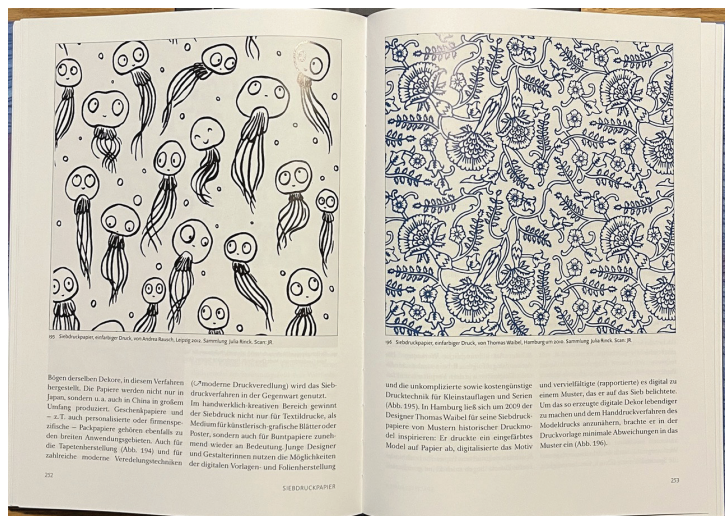 195 Siebdruckpapier, einfarbiger Druck, von Andrea Rausch, Leipzig 2012. Sammlung Julia Rinck. Scan: JR.
Bögen derselben Dekore, in diesem Verfahren
hergestellt. Die Papiere werden nicht nur in
Japan, sondern u. a. auch in China in großem
Umfang produziert. Geschenkpapiere und
– z. T. auch personalisierte oder firmenspe-
zifische – Packpapiere gehören ebenfalls zu
den breiten Anwendungsgebieten. Auch für
die Tapetenherstellung (Abb. 194) und für
zahlreiche moderne Veredelungstechniken
(↗moderne Druckveredlung) wird das Sieb-
druckverfahren in der Gegenwart genutzt.
Im handwerklich-kreativen Bereich gewinnt
der Siebdruck nicht nur für Textildrucke, als
Medium für künstlerisch-grafische Blätter oder
Poster, sondern auch für Buntpapiere zuneh-
mend wieder an Bedeutung. Junge Designer
und Gestalterinnen nutzen die Möglichkeiten
der digitalen Vorlagen- und Folienherstellung
252
SIEBDRUCKPAPIER
196 Siebdruckpapier, einfarbiger Druck, von Thomas Waibel, Hamburg um 2010. Sammlung Julia Rinck. Scan: JR.
und die unkomplizierte sowie kostengünstige
Drucktechnik für Kleinstauflagen und Serien
(Abb. 195). In Hamburg ließ sich um 2009 der
Designer Thomas Waibel für seine Siebdruck-
papiere von Mustern historischer Druckmo-
del inspirieren: Er druckte ein eingefärbtes
Model auf Papier ab, digitalisierte das Motiv
und vervielfältigte (rapportierte) es digital zu
einem Muster, das er auf das Sieb belichtete.
Um das so erzeugte digitale Dekor lebendiger
zu machen und dem Handdruckverfahren des
Modeldrucks anzunähern, brachte er in der
Druckvorlage minimale Abweichungen in das
Muster ein (Abb. 196).
253